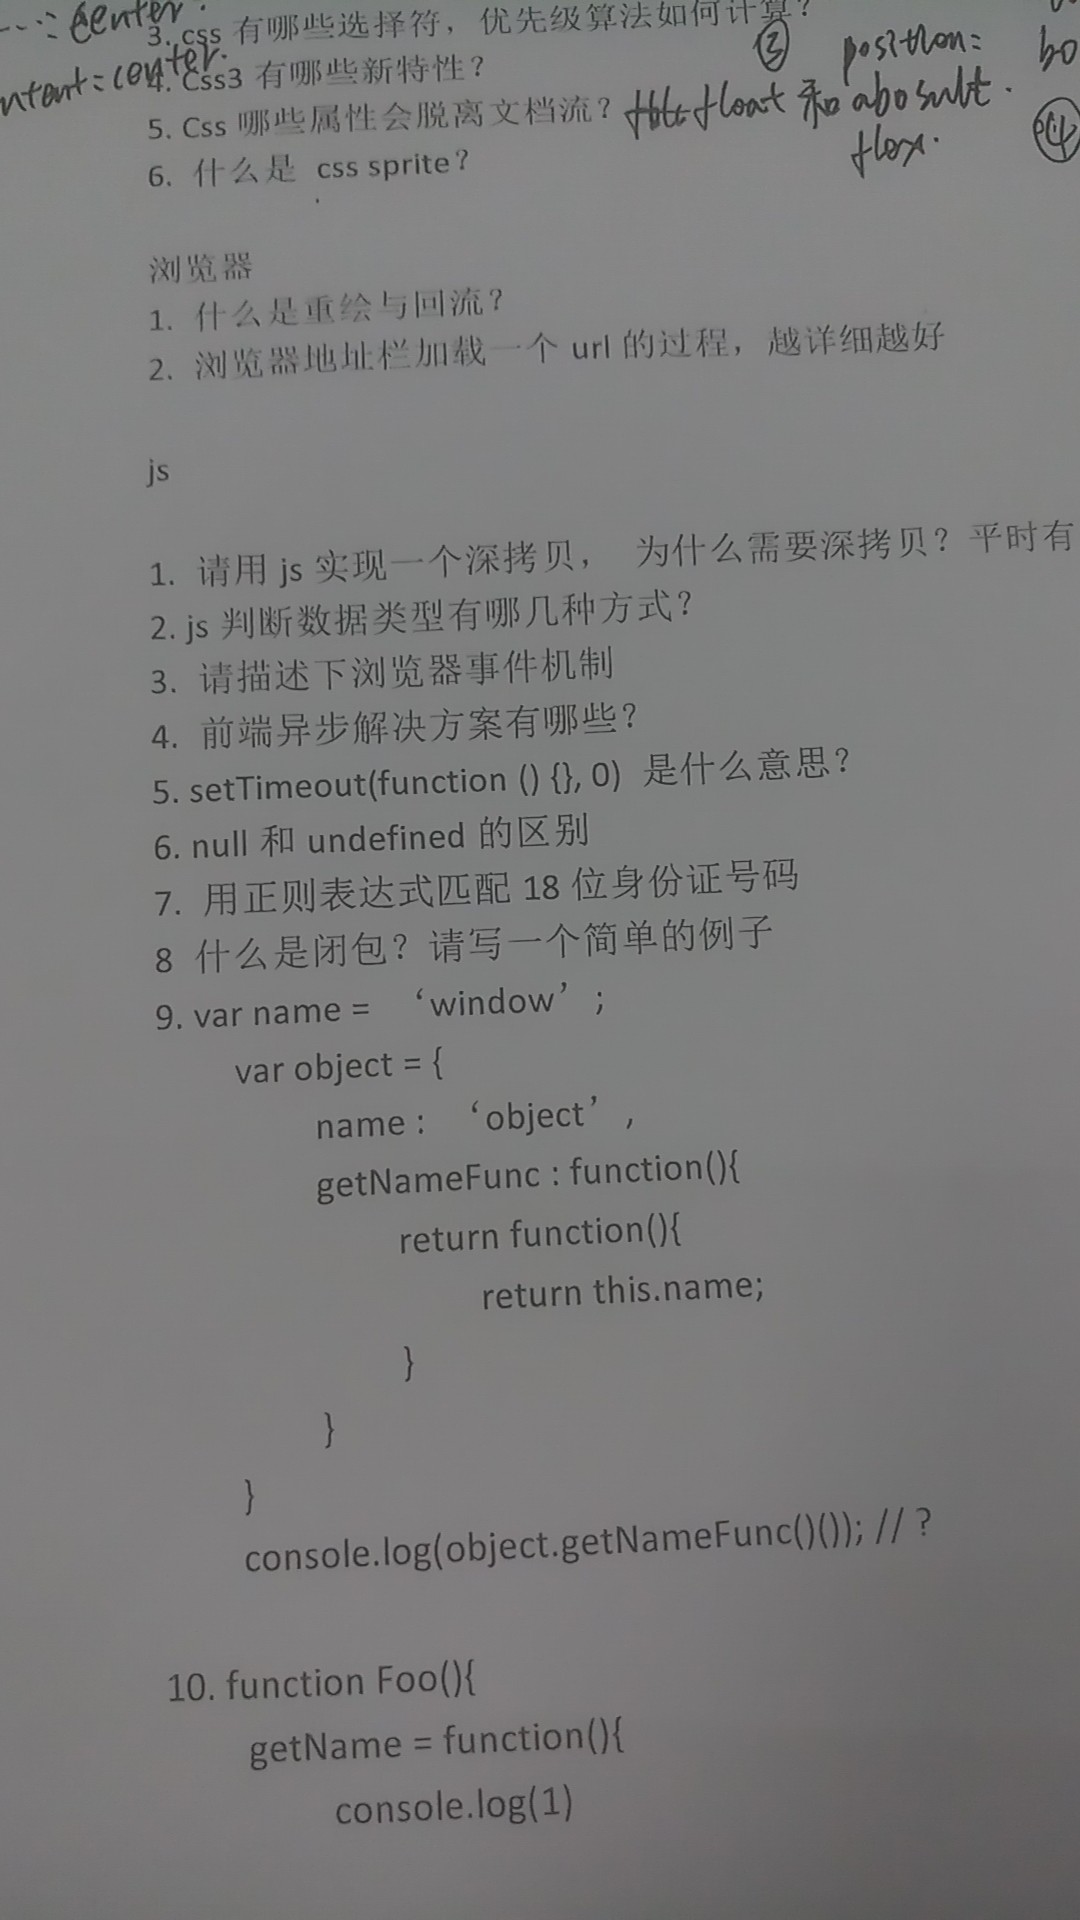 center.
3. css 有哪些选择符，优先级算法如何计算？
③ position:
ntent:center.
4. Css3 有哪些新特性？
5. Css 哪些属性会脱离文档流？ float 和 abosult.
flex.
④
6. 什么是 css sprite？
浏览器
1. 什么是重绘与回流？
2. 浏览器地址栏加载一个 url 的过程，越详细越好
js
1. 请用 js 实现一个深拷贝， 为什么需要深拷贝？平时有
2. js 判断数据类型有哪几种方式？
3. 请描述下浏览器事件机制
4. 前端异步解决方案有哪些？
5. setTimeout(function () {}, 0) 是什么意思？
6. null 和 undefined 的区别
7. 用正则表达式匹配 18 位身份证号码
8 什么是闭包？请写一个简单的例子
9. var name = ‘window’;
var object = {
name : ‘object’,
getNameFunc : function(){
return function(){
return this.name;
}
}
}
console.log(object.getNameFunc()()); // ?
10. function Foo(){
getName = function(){
console.log(1)